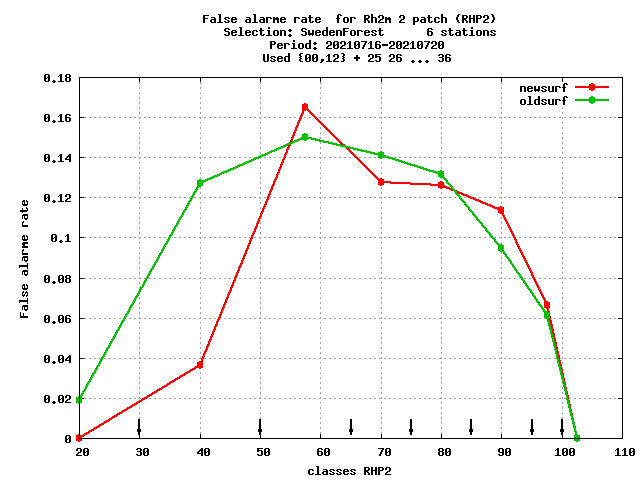 False alarme rate  for Rh2m 2 patch (RHP2)
Selection: SwedenForest      6 stations
Period: 20210716-20210720
Used {00,12} + 25 26 ... 36
newsurf
oldsurf
0.18
0.16
0.14
0.12
0.1
0.08
0.06
0.04
0.02
0
False alarme rate
20 30 40 50 60 70 80 90 100 110
classes RHP2